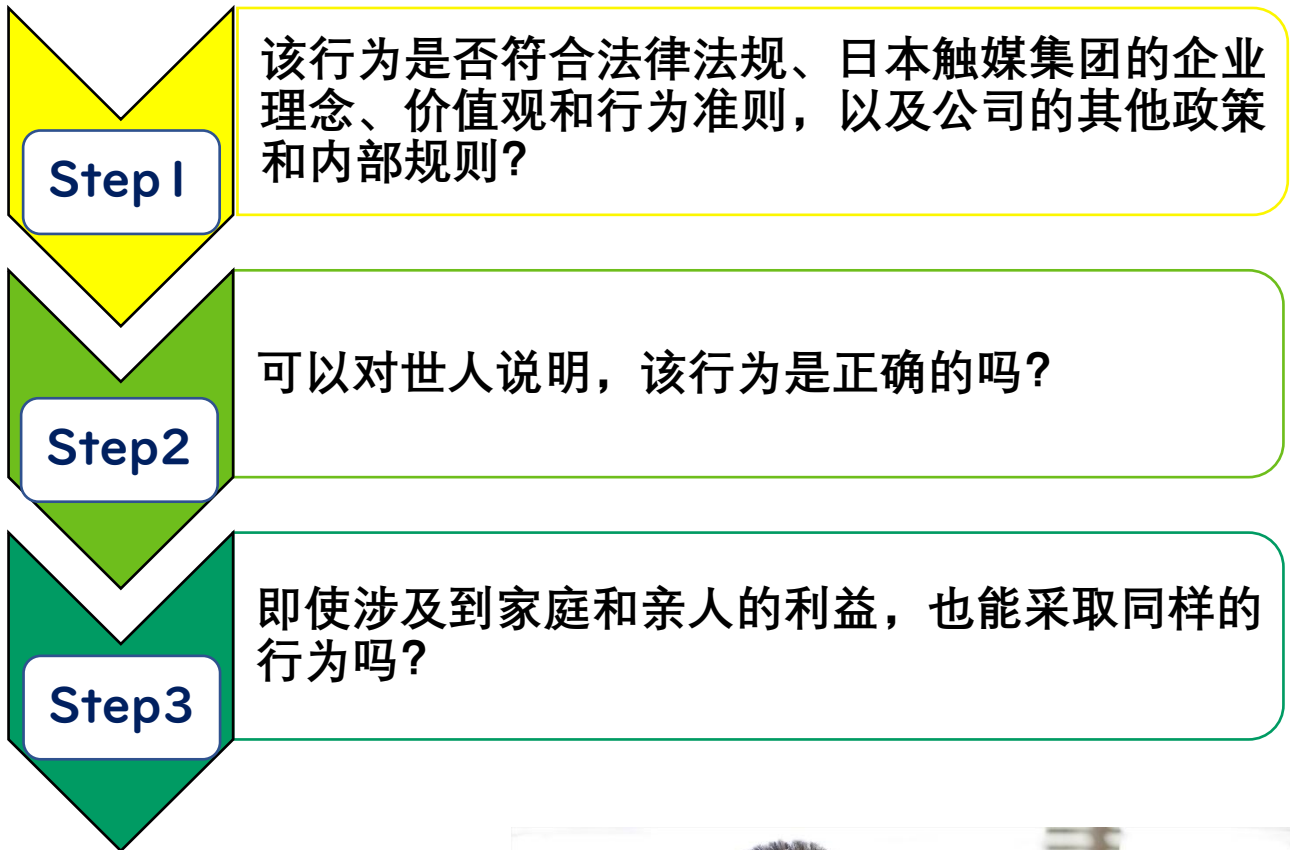 该行为是否符合法律法规、日本触媒集团的企业
理念、价值观和行为准则，以及公司的其他政策
和内部规则？
Step1
可以对世人说明，该行为是正确的吗？
Step2
即使涉及到家庭和亲人的利益，也能采取同样的
行为吗？
Step3